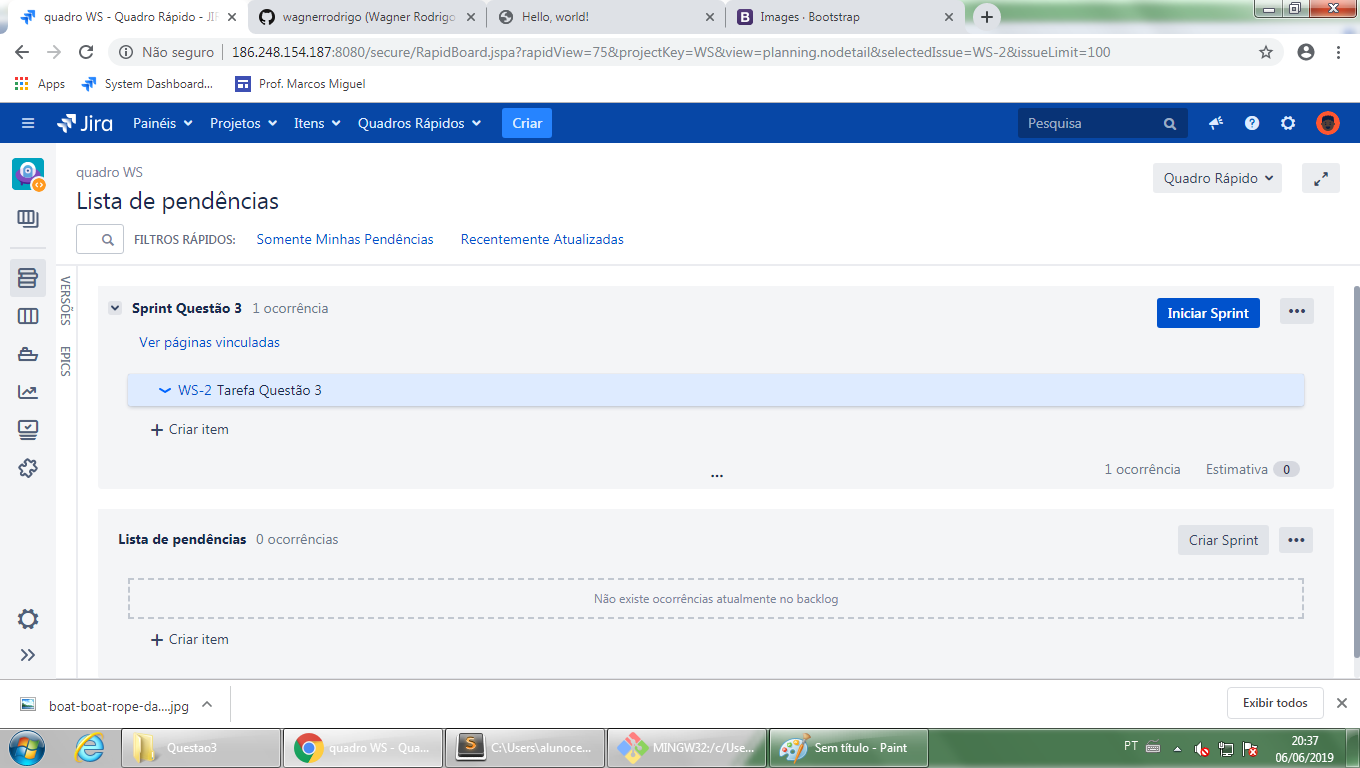 quadro WS - Quadro Rápido - JIR
wagnerrodrigo (Wagner Rodrigo
Hello, world!
Images · Bootstrap
Não seguro
186.248.154.187:8080/secure/RapidBoard.jspa?rapidView=75&projectKey=WS&view=planning.nodetail&selectedIssue=WS-2&issueLimit=100
Apps
System Dashboard...
Prof. Marcos Miguel
Jira
Painéis
Projetos
Itens
Quadros Rápidos
Criar
Pesquisa
quadro WS
Lista de pendências
Quadro Rápido
FILTROS RÁPIDOS:
Somente Minhas Pendências
Recentemente Atualizadas
VERSÕES
EPICS
Sprint Questão 3 1 ocorrência
Iniciar Sprint
Ver páginas vinculadas
WS-2 Tarefa Questão 3
+ Criar item
...
1 ocorrência Estimativa 0
Lista de pendências 0 ocorrências
Criar Sprint
Não existe ocorrências atualmente no backlog
+ Criar item
boat-boat-rope-da....jpg
Exibir todos
Questao3
quadro WS - Qua...
C:\Users\alunoce...
MINGW32:/c/Use...
Sem título - Paint
PT
20:37
06/06/2019